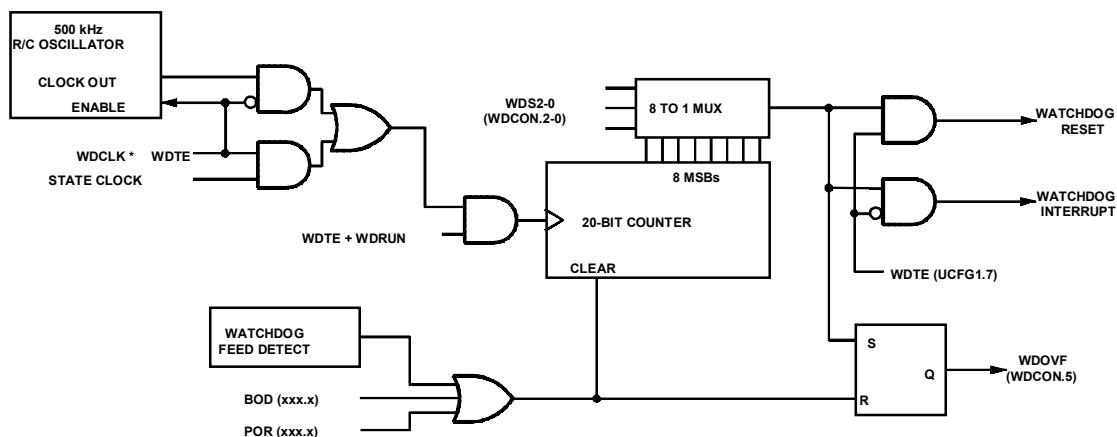 500 kHz
R/C OSCILLATOR
CLOCK OUT
ENABLE
WDCLK * WDTE
STATE CLOCK
WDS2-0
(WDCON.2-0)
8 TO 1 MUX
8 MSBs
WDTE + WDRUN
20-BIT COUNTER
CLEAR
WATCHDOG
RESET
WATCHDOG
INTERRUPT
WDTE (UCFG1.7)
WATCHDOG
FEED DETECT
BOD (xxx.x)
POR (xxx.x)
S
Q
R
WDOVF
(WDCON.5)